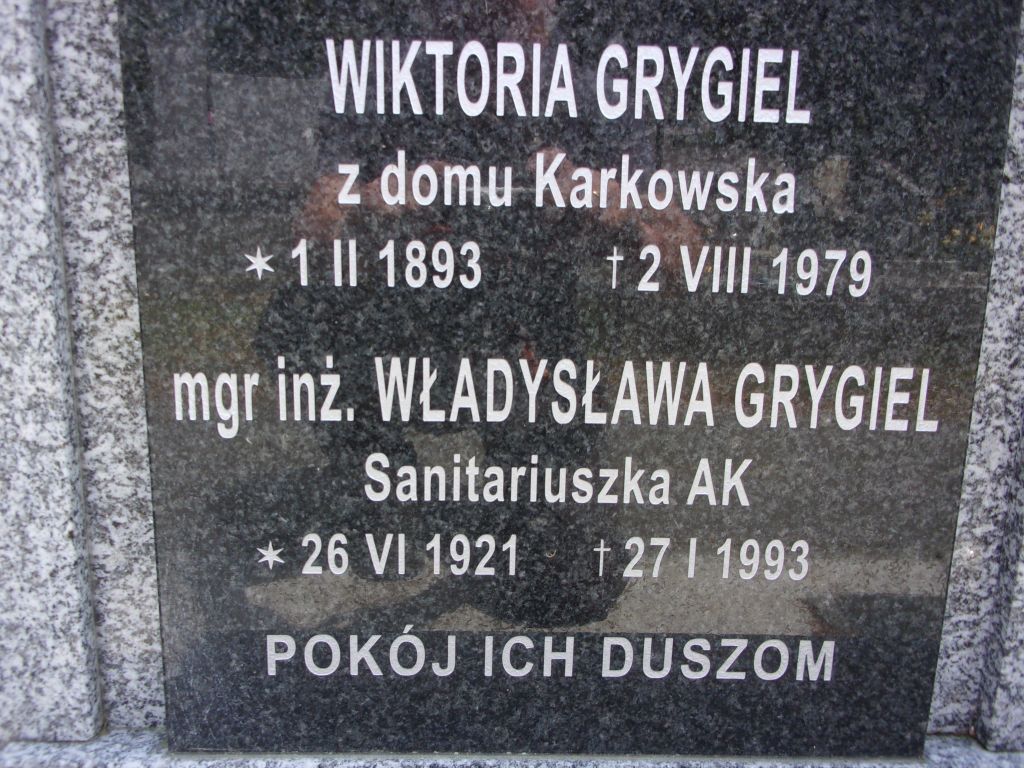 WIKTORIA GRYGIEL
z domu Karkowska
✶ 1 II 1893 † 2 VIII 1979
mgr inż. WŁADYSŁAWA GRYGIEL
Sanitariuszka AK
✶ 26 VI 1921 † 27 I 1993
POKÓJ ICH DUSZOM